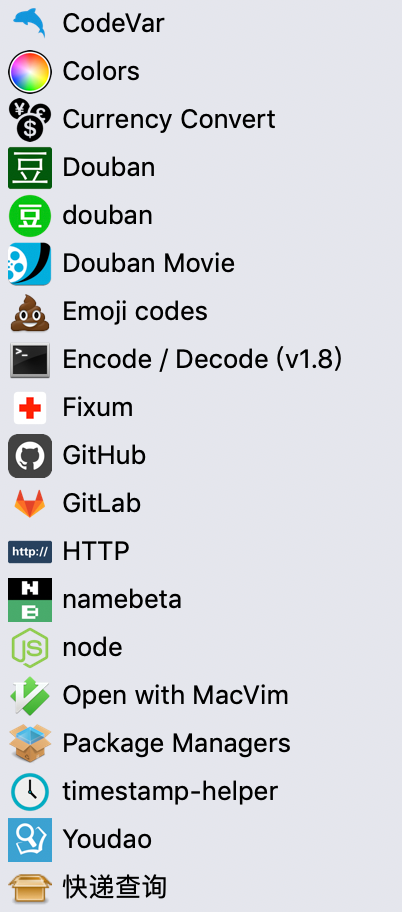 CodeVar
Colors
Currency Convert
Douban
douban
Douban Movie
Emoji codes
Encode / Decode (v1.8)
Fixum
GitHub
GitLab
http:// HTTP
namebeta
node
Open with MacVim
Package Managers
timestamp-helper
Youdao
快递查询